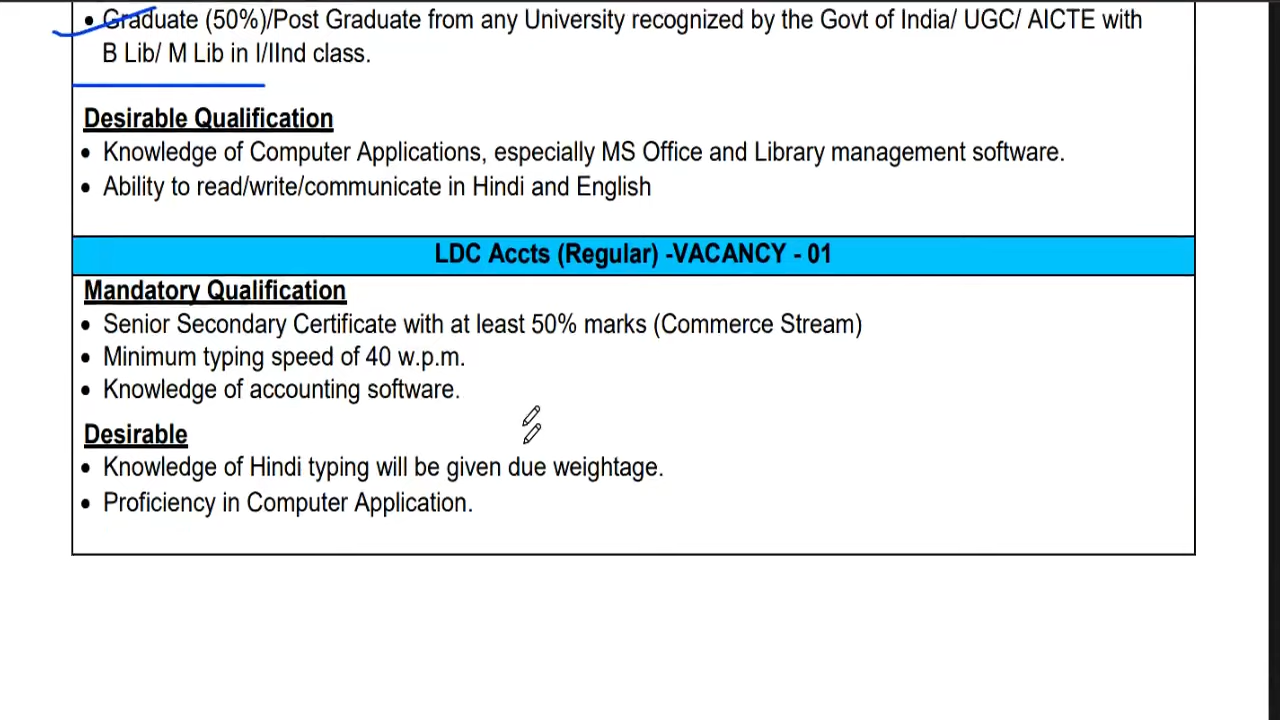 • Graduate (50%)/Post Graduate from any University recognized by the Govt of India/ UGC/ AICTE with
B Lib/ M Lib in I/IInd class.
Desirable Qualification
• Knowledge of Computer Applications, especially MS Office and Library management software.
• Ability to read/write/communicate in Hindi and English
LDC Accts (Regular) -VACANCY - 01
Mandatory Qualification
• Senior Secondary Certificate with at least 50% marks (Commerce Stream)
• Minimum typing speed of 40 w.p.m.
• Knowledge of accounting software.
Desirable
• Knowledge of Hindi typing will be given due weightage.
• Proficiency in Computer Application.